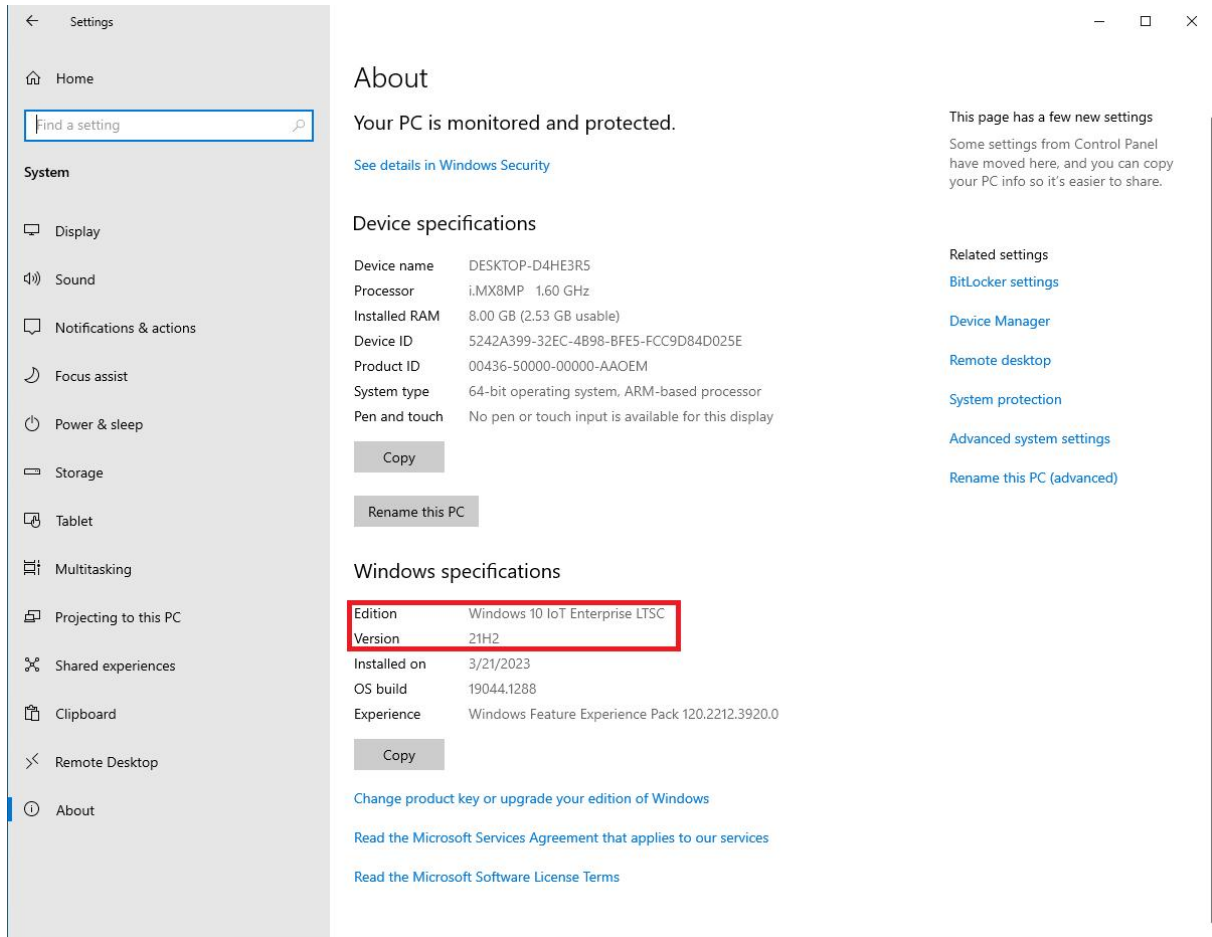 Settings
Home
Find a setting
System
Display
Sound
Notifications & actions
Focus assist
Power & sleep
Storage
Tablet
Multitasking
Projecting to this PC
Shared experiences
Clipboard
Remote Desktop
About
About
Your PC is monitored and protected.
See details in Windows Security
Device specifications
Device name DESKTOP-D4HE3R5
Processor i.MX8MP 1.60 GHz
Installed RAM 8.00 GB (2.53 GB usable)
Device ID 5242A399-32EC-4B98-BFE5-FCC9D84D025E
Product ID 00436-50000-00000-AAOEM
System type 64-bit operating system, ARM-based processor
Pen and touch No pen or touch input is available for this display
Copy
Rename this PC
Windows specifications
Edition Windows 10 IoT Enterprise LTSC
Version 21H2
Installed on 3/21/2023
OS build 19044.1288
Experience Windows Feature Experience Pack 120.2212.3920.0
Copy
Change product key or upgrade your edition of Windows
Read the Microsoft Services Agreement that applies to our services
Read the Microsoft Software License Terms
This page has a few new settings
Some settings from Control Panel
have moved here, and you can copy
your PC info so it's easier to share.
Related settings
BitLocker settings
Device Manager
Remote desktop
System protection
Advanced system settings
Rename this PC (advanced)